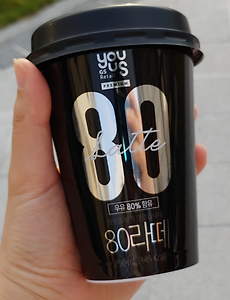 you
us
GS
Retail
PREMIUM
80
Latte
우유 80% 함유
80라떼